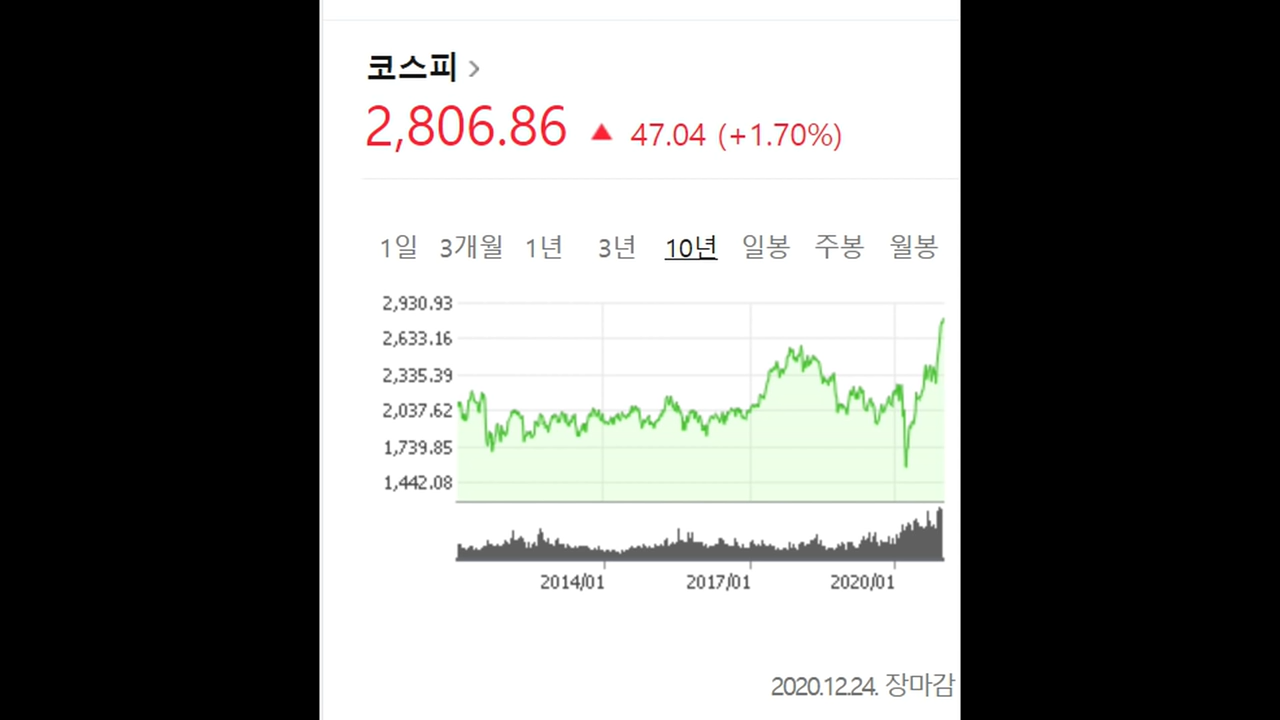 코스피 >
2,806.86 ▲ 47.04 (+1.70%)
1일 3개월 1년 3년 10년 일봉 주봉 월봉
2,930.93
2,633.16
2,335.39
2,037.62
1,739.85
1,442.08
2014/01 2017/01 2020/01
2020.12.24. 장마감